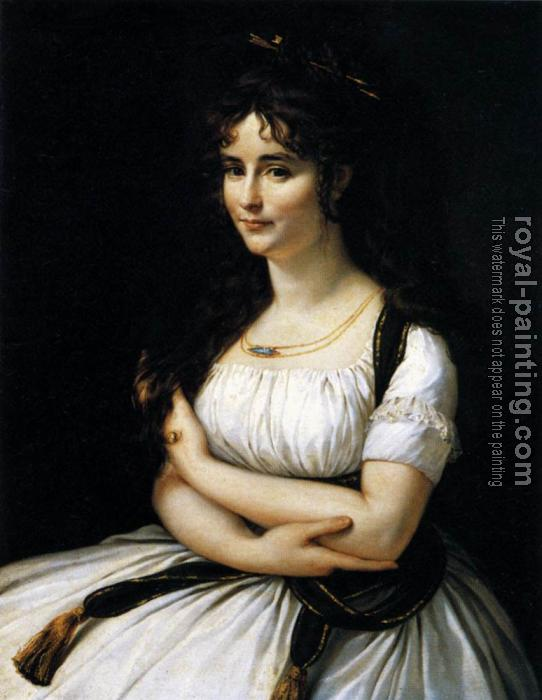 royal-painting.com
This watermark does not appear on the painting